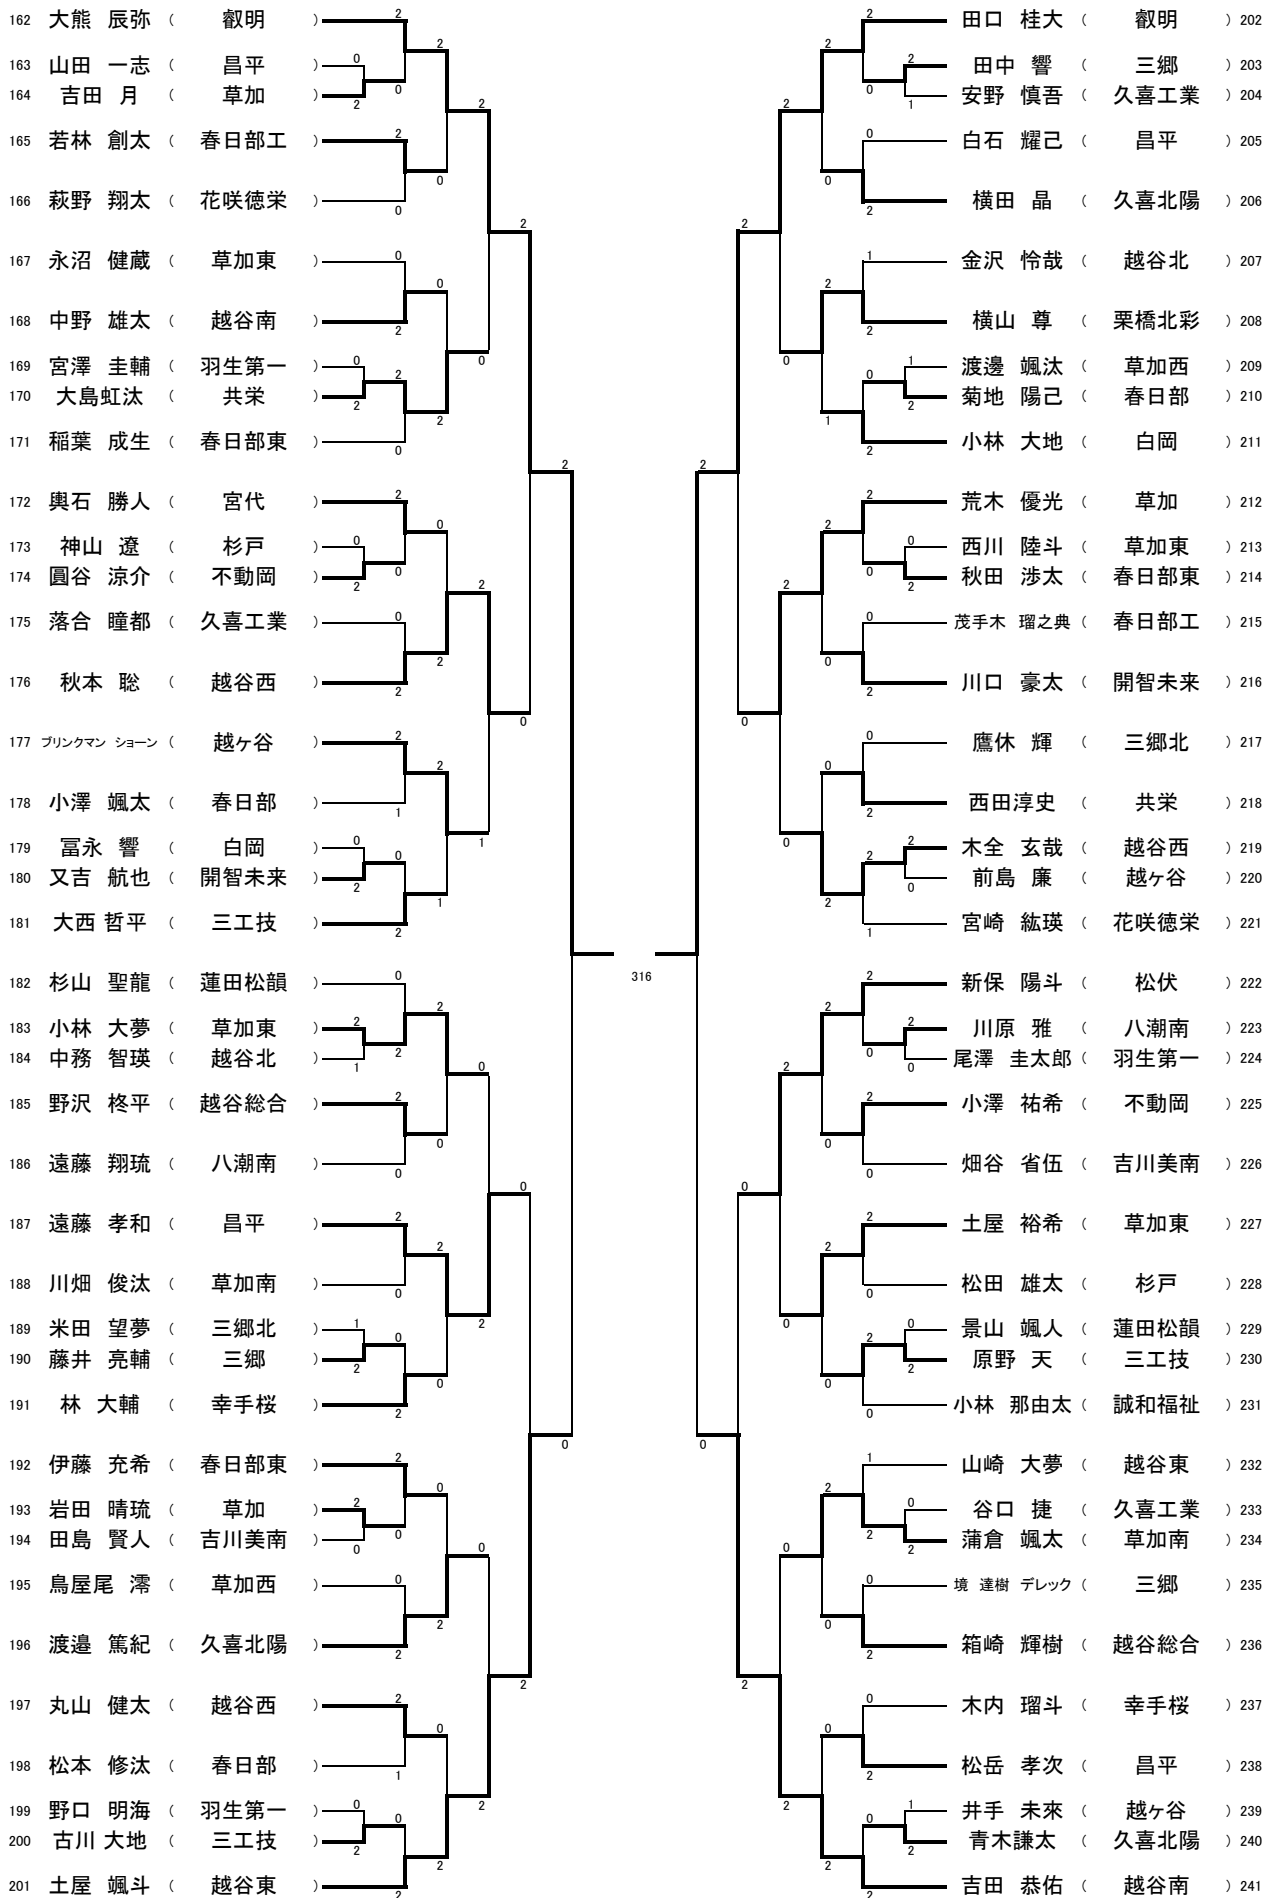 162 大熊 辰弥 ( 叡明 )
163 山田 一志 ( 昌平 )
164 吉田 月 ( 草加 )
165 若林 創太 ( 春日部工 )
166 萩野 翔太 ( 花咲徳栄 )
167 永沼 健蔵 ( 草加東 )
168 中野 雄太 ( 越谷南 )
169 宮澤 圭輔 ( 羽生第一 )
170 大島虹汰 ( 共栄 )
171 稲葉 成生 ( 春日部東 )
172 輿石 勝人 ( 宮代 )
173 神山 遼 ( 杉戸 )
174 圓谷 涼介 ( 不動岡 )
175 落合 瞳都 ( 久喜工業 )
176 秋本 聡 ( 越谷西 )
177 ブリンクマン ショーン ( 越ヶ谷 )
178 小澤 颯太 ( 春日部 )
179 冨永 響 ( 白岡 )
180 又吉 航也 ( 開智未来 )
181 大西 哲平 ( 三工技 )
182 杉山 聖龍 ( 蓮田松韻 )
183 小林 大夢 ( 草加東 )
184 中務 智瑛 ( 越谷北 )
185 野沢 柊平 ( 越谷総合 )
186 遠藤 翔琉 ( 八潮南 )
187 遠藤 孝和 ( 昌平 )
188 川畑 俊汰 ( 草加南 )
189 米田 望夢 ( 三郷北 )
190 藤井 亮輔 ( 三郷 )
191 林 大輔 ( 幸手桜 )
192 伊藤 充希 ( 春日部東 )
193 岩田 晴琉 ( 草加 )
194 田島 賢人 ( 吉川美南 )
195 鳥屋尾 澪 ( 草加西 )
196 渡邉 篤紀 ( 久喜北陽 )
197 丸山 健太 ( 越谷西 )
198 松本 修汰 ( 春日部 )
199 野口 明海 ( 羽生第一 )
200 古川 大地 ( 三工技 )
201 土屋 颯斗 ( 越谷東 )
316
田口 桂大 ( 叡明 ) 202
田中 響 ( 三郷 ) 203
安野 慎吾 ( 久喜工業 ) 204
白石 耀己 ( 昌平 ) 205
横田 晶 ( 久喜北陽 ) 206
金沢 怜哉 ( 越谷北 ) 207
横山 尊 ( 栗橋北彩 ) 208
渡邊 颯汰 ( 草加西 ) 209
菊地 陽己 ( 春日部 ) 210
小林 大地 ( 白岡 ) 211
荒木 優光 ( 草加 ) 212
西川 陸斗 ( 草加東 ) 213
秋田 渉太 ( 春日部東 ) 214
茂手木 瑠之典 ( 春日部工 ) 215
川口 豪太 ( 開智未来 ) 216
鷹休 輝 ( 三郷北 ) 217
西田淳史 ( 共栄 ) 218
木全 玄哉 ( 越谷西 ) 219
前島 廉 ( 越ヶ谷 ) 220
宮崎 紘瑛 ( 花咲徳栄 ) 221
新保 陽斗 ( 松伏 ) 222
川原 雅 ( 八潮南 ) 223
尾澤 圭太郎 ( 羽生第一 ) 224
小澤 祐希 ( 不動岡 ) 225
畑谷 省伍 ( 吉川美南 ) 226
土屋 裕希 ( 草加東 ) 227
松田 雄太 ( 杉戸 ) 228
景山 颯人 ( 蓮田松韻 ) 229
原野 天 ( 三工技 ) 230
小林 那由太 ( 誠和福祉 ) 231
山崎 大夢 ( 越谷東 ) 232
谷口 捷 ( 久喜工業 ) 233
蒲倉 颯太 ( 草加南 ) 234
境 達樹 デレック ( 三郷 ) 235
箱崎 輝樹 ( 越谷総合 ) 236
木内 瑠斗 ( 幸手桜 ) 237
松岳 孝次 ( 昌平 ) 238
井手 未來 ( 越ヶ谷 ) 239
青木謙太 ( 久喜北陽 ) 240
吉田 恭佑 ( 越谷南 ) 241